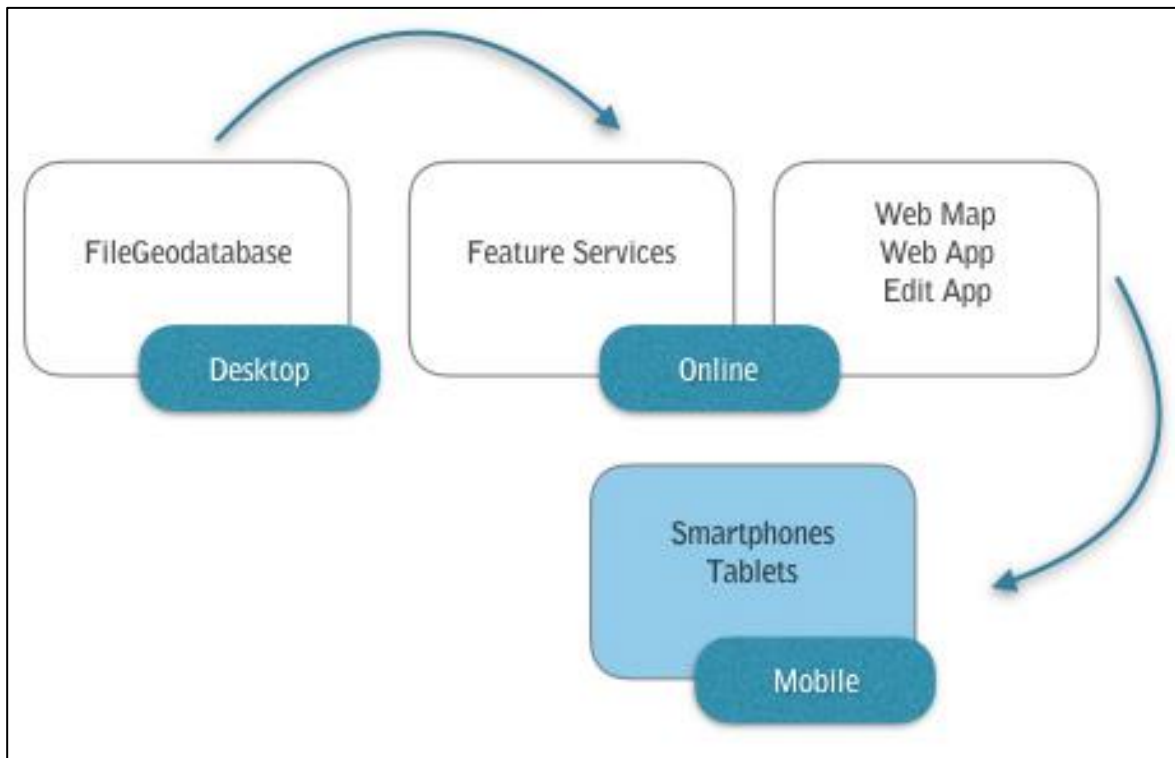 FileGeodatabase
Desktop
Feature Services
Online
Web Map
Web App
Edit App
Smartphones
Tablets
Mobile